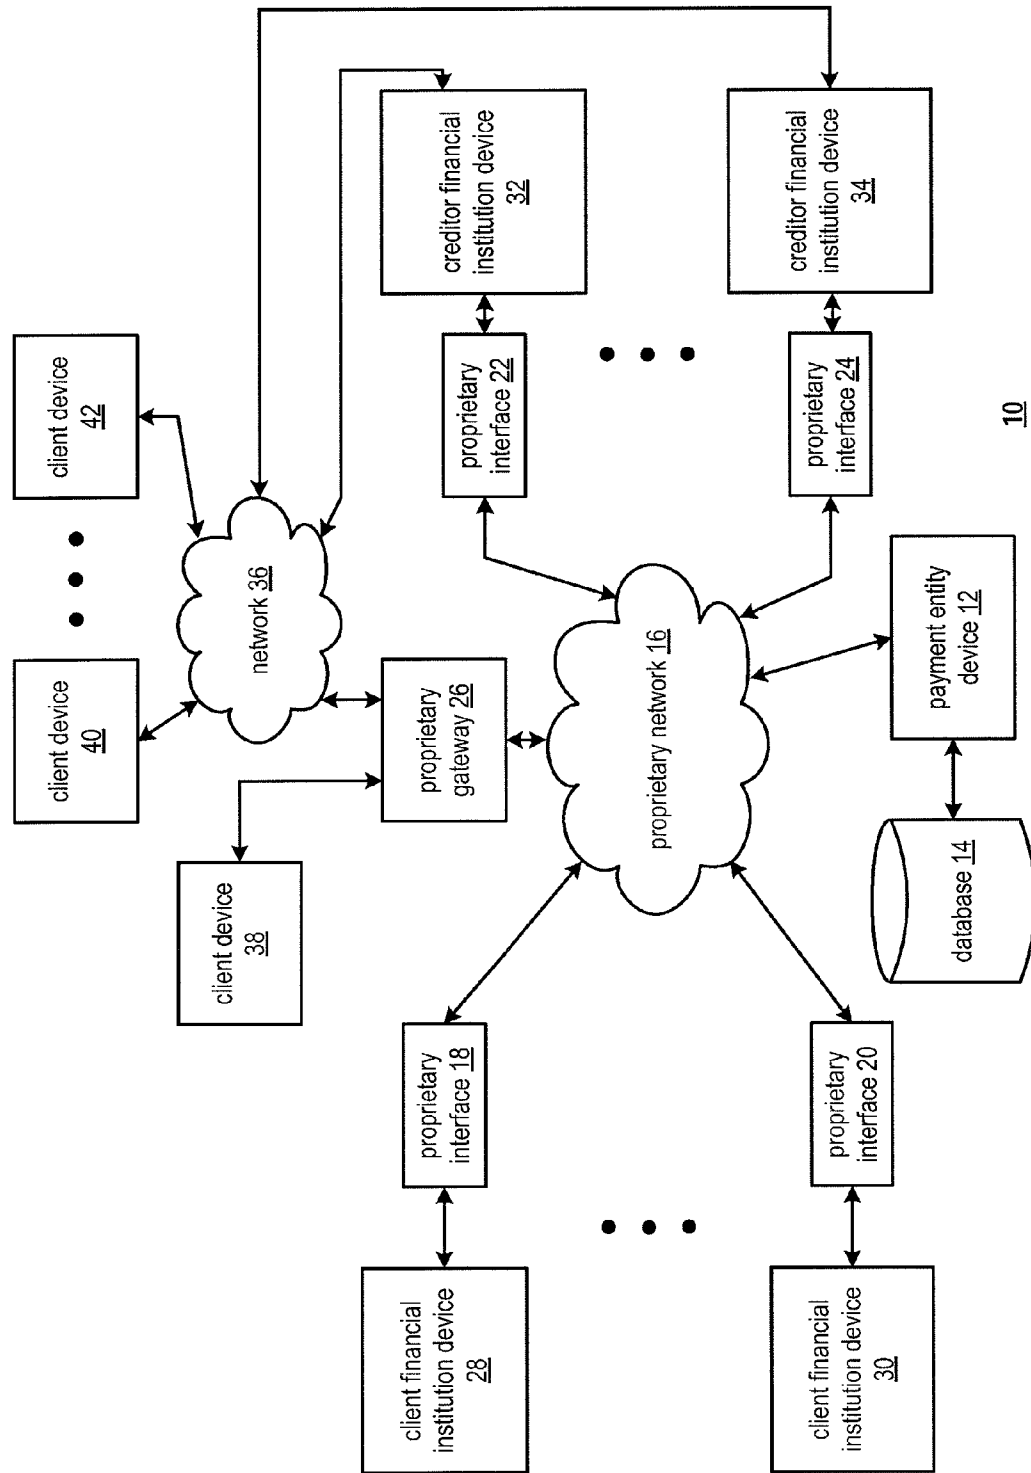 client device
40
client device
42
client device
38
network 36
client financial
institution device
28
proprietary
interface 18
proprietary
gateway 26
proprietary
interface 22
creditor financial
institution device
32
proprietary network 16
client financial
institution device
30
proprietary
interface 20
proprietary
interface 24
creditor financial
institution device
34
database 14
payment entity
device 12
10